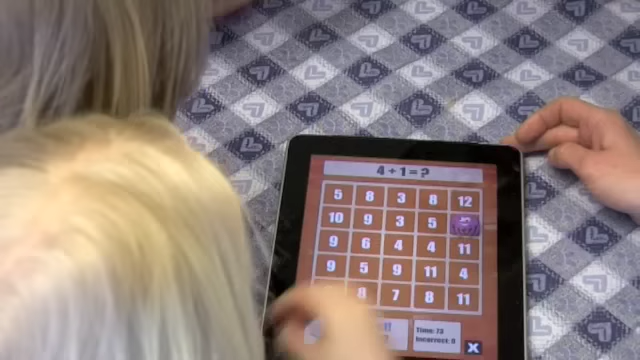 4 + 1 = ?
5 8 3 8 12
10 9 3 5
9 6 4 4 11
9 5 9 11 4
8 7 8 11
Time: 73
Incorrect: 0
X